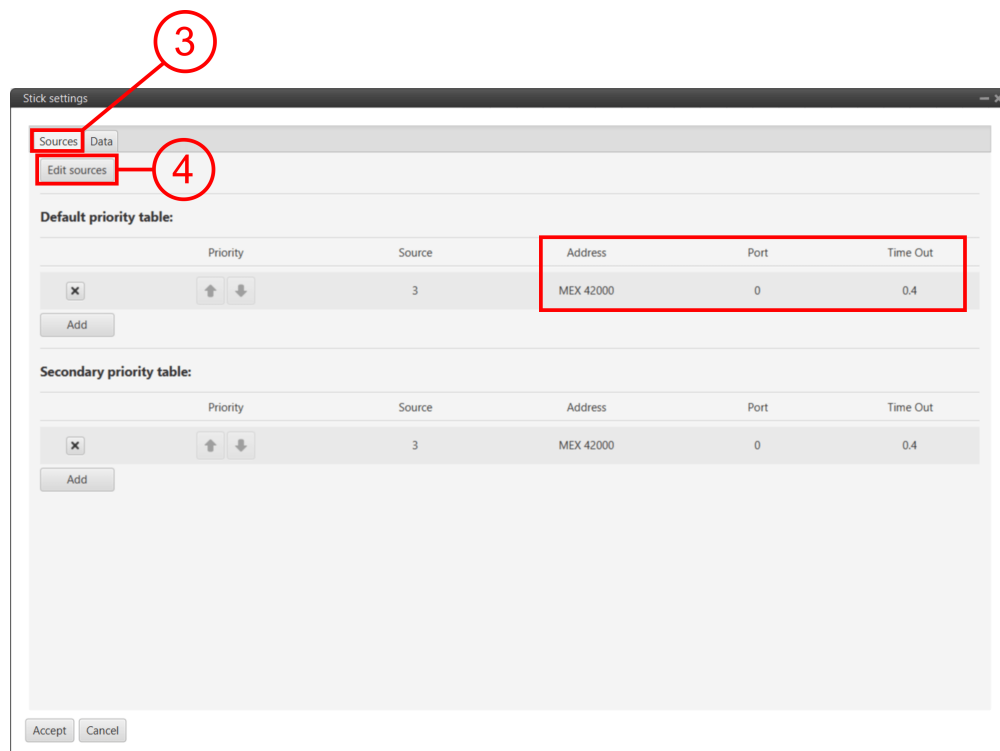 3
Stick settings
Sources Data
Edit sources
4
Default priority table:
Priority Source Address Port Time Out
3 MEX 42000 0 0.4
Add
Secondary priority table:
Priority Source Address Port Time Out
3 MEX 42000 0 0.4
Add
Accept Cancel